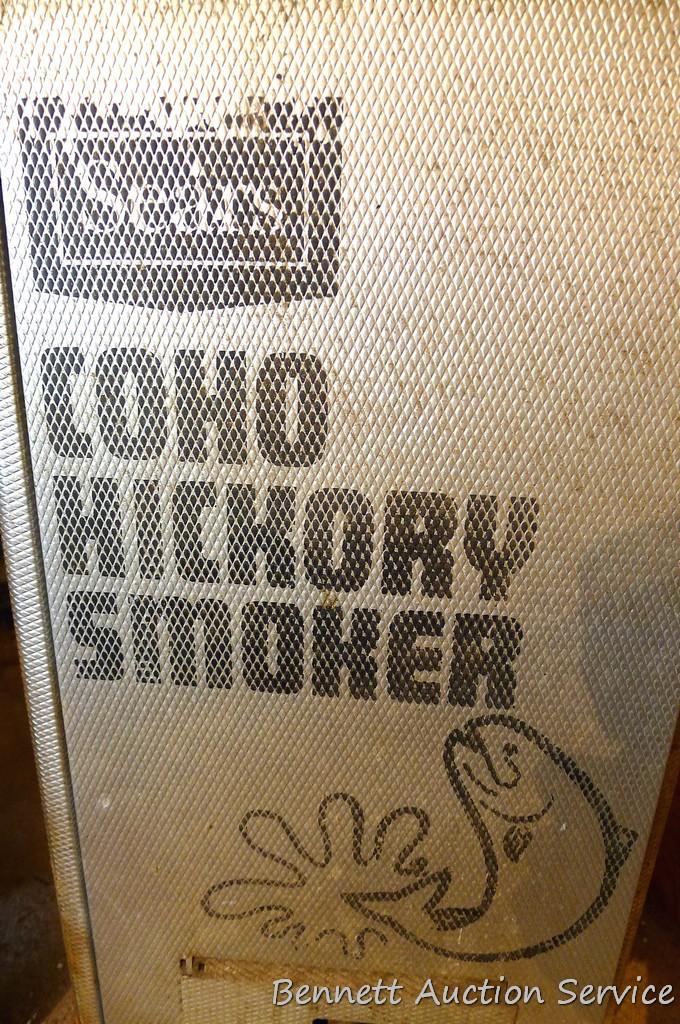 Sears
COHO
HICKORY
SMOKER
Bennett Auction Service